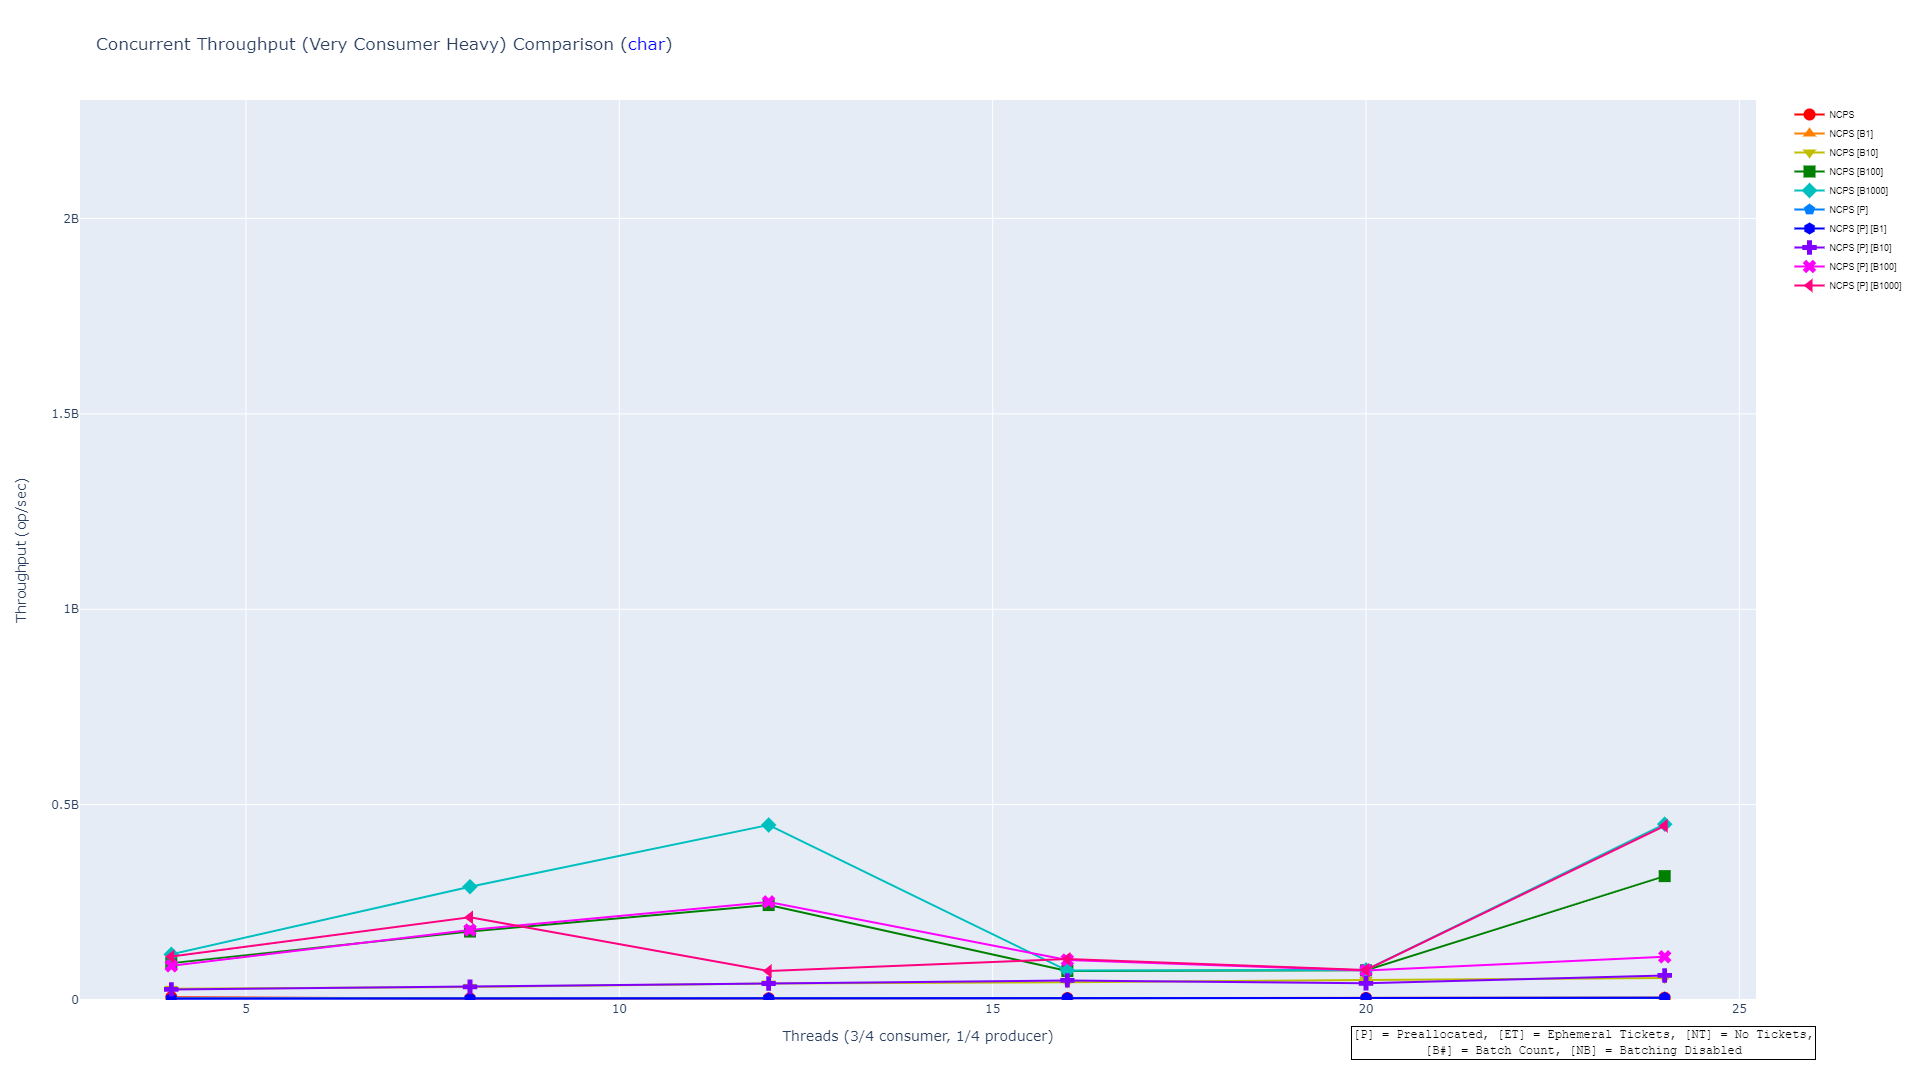 Concurrent Throughput (Very Consumer Heavy) Comparison (char)
NCPS
NCPS [B1]
NCPS [B10]
NCPS [B100]
NCPS [B1000]
NCPS [P]
NCPS [P] [B1]
NCPS [P] [B10]
NCPS [P] [B100]
NCPS [P] [B1000]
2B
1.5B
1B
0.5B
0
Throughput (op/sec)
5
10
15
20
25
Threads (3/4 consumer, 1/4 producer)
[P] = Preallocated, [ET] = Ephemeral Tickets, [NT] = No Tickets,
[B#] = Batch Count, [NB] = Batching Disabled